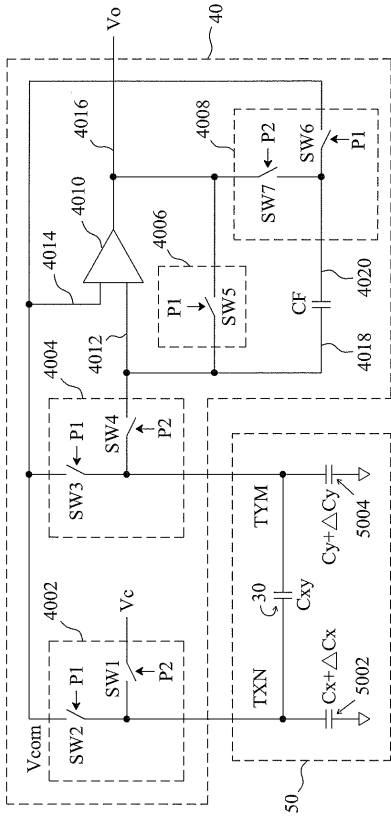 40
Vo
4016
4010
4014
4012
4008
P2
SW7
SW6
P1
4006
P1
SW5
4020
CF
4018
4004
SW3
P1
SW4
P2
Vcom
4002
SW2
P1
Vc
SW1
P2
TXN
TYM
30
Cxy
Cx+△Cx
5002
Cy+△Cy
5004
50